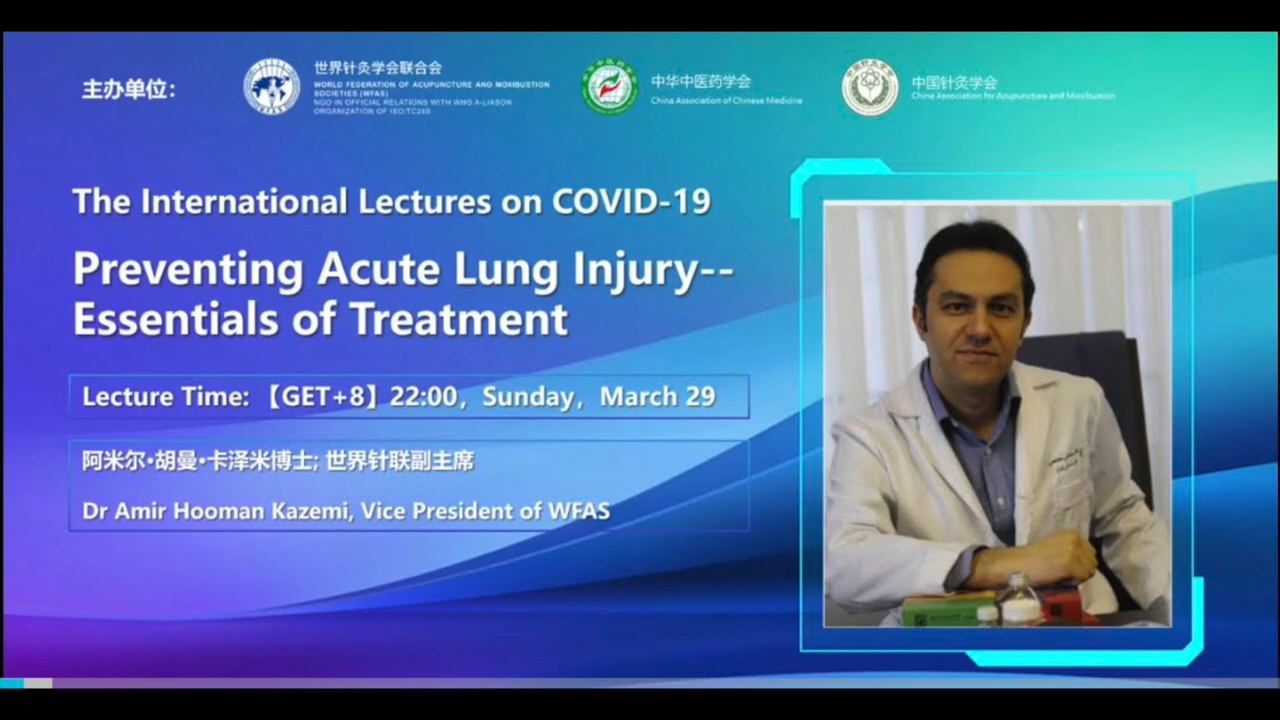 主办单位:
世界针灸学会联合会
WORLD FEDERATION OF ACUPUNCTURE AND MOXIBUSTION
SOCIETIES (WFAS)
NGO IN OFFICIAL RELATIONS WITH WHO A-LIASON
ORGANIZATION OF ISO/TC249
中华中医药学会
China Association of Chinese Medicine
中国针灸学会
China Association for Acupuncture and Moxibustion
The International Lectures on COVID-19
Preventing Acute Lung Injury--
Essentials of Treatment
Lecture Time: 【GET+8】22:00，Sunday，March 29
阿米尔•胡曼•卡泽米博士; 世界针联副主席
Dr Amir Hooman Kazemi, Vice President of WFAS